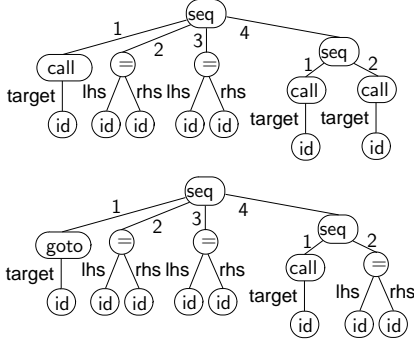 seq
1 2 3 4
call = = seq
1 2
target lhs rhs lhs rhs call call
id id id id id target target
id id
seq
1 2 3 4
goto = = seq
1 2
target lhs rhs lhs rhs call =
id id id id id target lhs rhs
id id id